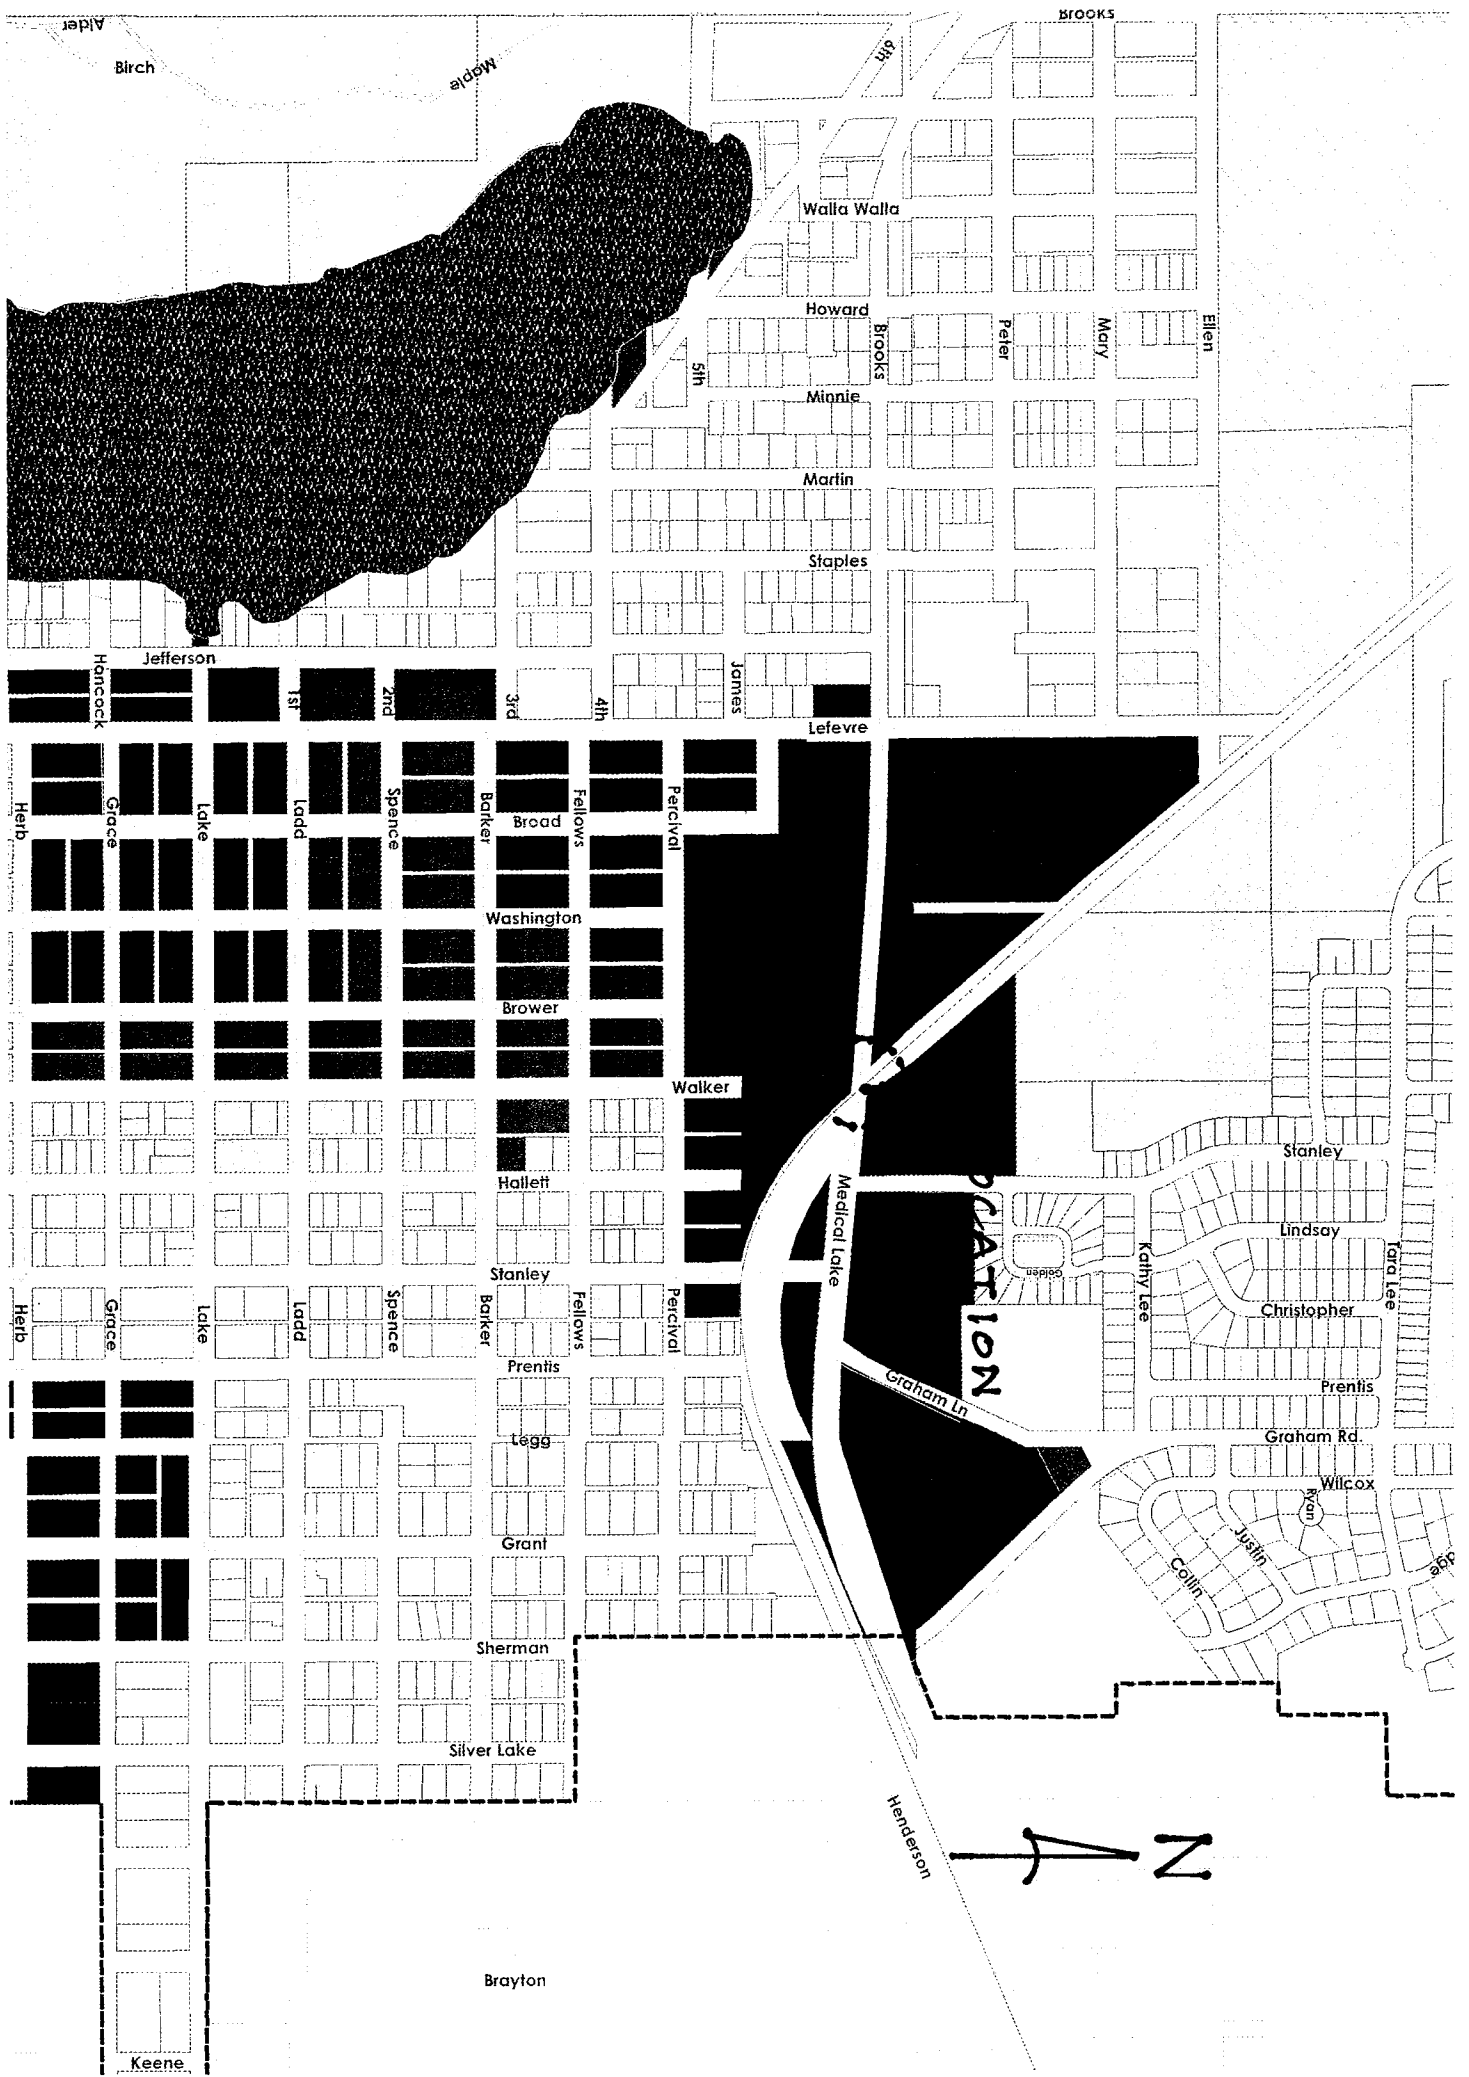 Brooks
Alder
Birch
Maple
6th
Walla Walla
Howard
Brooks
Peter
Mary
Ellen
5th
Minnie
Martin
Staples
Jefferson
Hancock
1st
2nd
3rd
4th
James
Lefevre
Herb
Grace
Lake
Ladd
Spence
Barker
Fellows
Percival
Broad
Washington
Brower
Walker
Hallett
Stanley
Medical Lake
OCATION
Stanley
Lindsay
Golden
Kathy Lee
Tara Lee
Christopher
Herb
Grace
Lake
Ladd
Spence
Barker
Fellows
Percival
Prentis
Graham Ln
Prentis
Legg
Graham Rd.
Wilcox
Ryan
Justin
Collin
dge
Grant
Sherman
Silver Lake
Henderson
N
Brayton
Keene